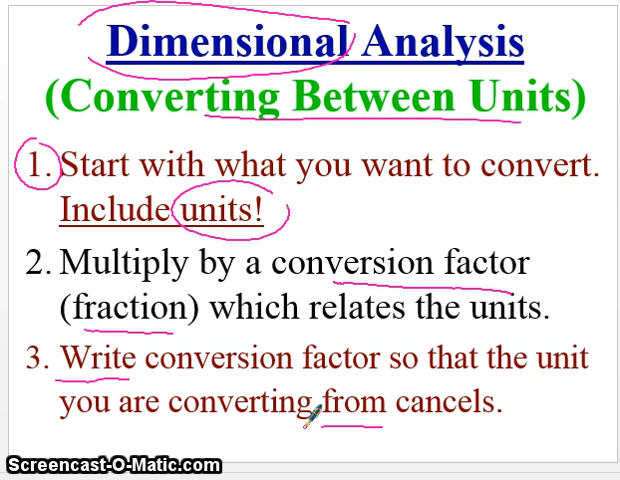 Dimensional Analysis
(Converting Between Units)
1. Start with what you want to convert.
Include units!
2. Multiply by a conversion factor
(fraction) which relates the units.
3. Write conversion factor so that the unit
you are converting from cancels.
Screencast-O-Matic.com